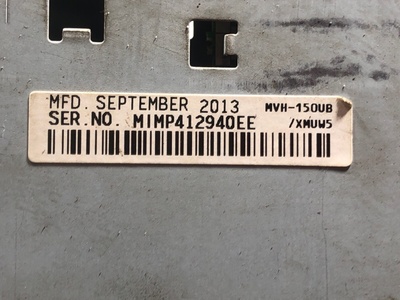 MFD. SEPTEMBER 2013 MVH-150UB
SER.NO. MIMP412940EE /XMUW5